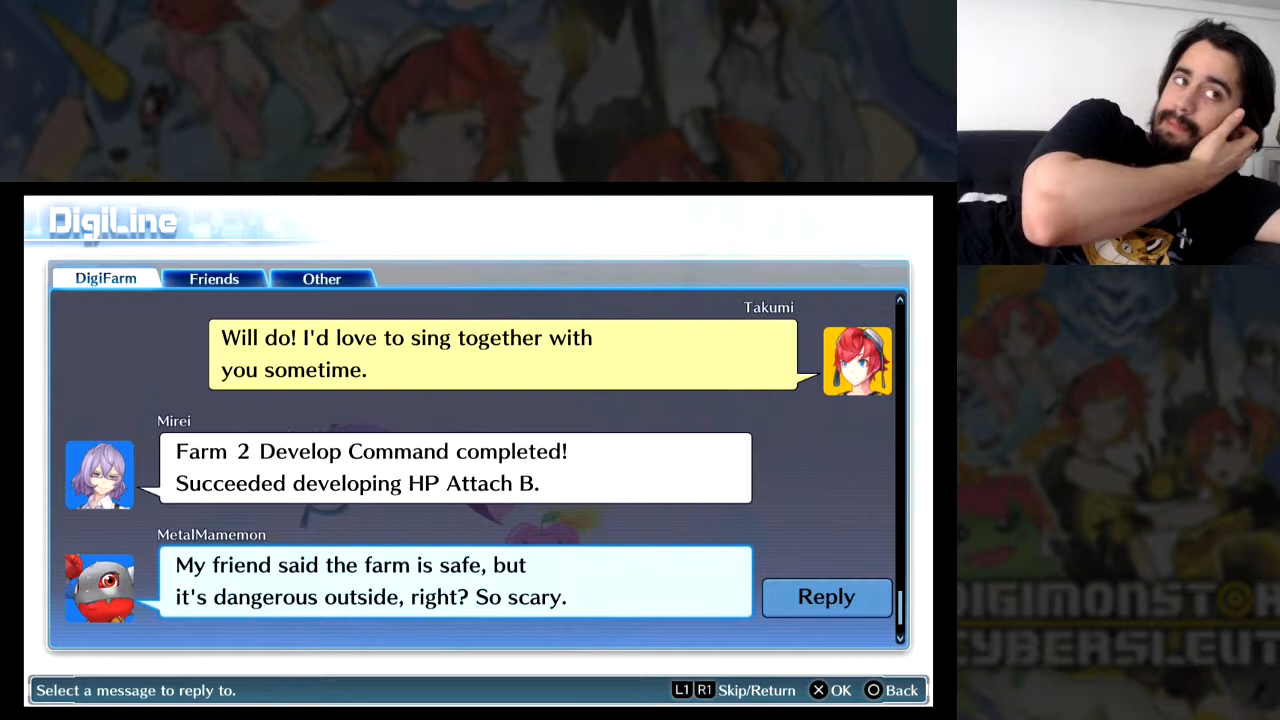 DigiLine
DigiFarm
Friends
Other
Takumi
Will do! I'd love to sing together with
you sometime.
Mirei
Farm 2 Develop Command completed!
Succeeded developing HP Attach B.
MetalMamemon
My friend said the farm is safe, but
it's dangerous outside, right? So scary.
Reply
Select a message to reply to.
L1 R1 Skip/Return
OK
Back
DIGIMON STO
CYBERSLEUT